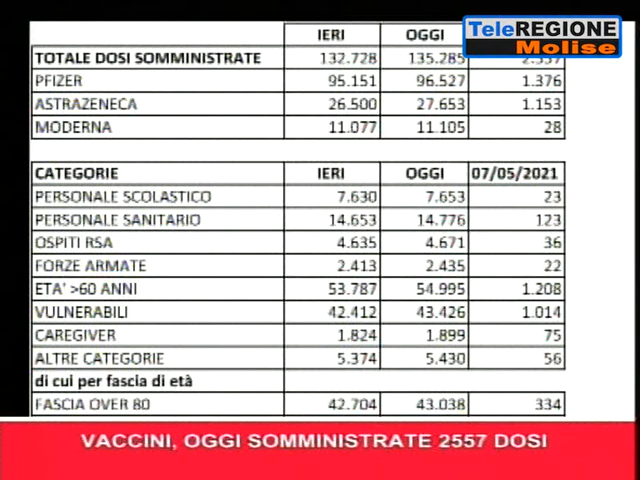 TeleREGIONE
Molise
IERI OGGI
TOTALE DOSI SOMMINISTRATE 132.728 135.285 2.557
PFIZER 95.151 96.527 1.376
ASTRAZENECA 26.500 27.653 1.153
MODERNA 11.077 11.105 28
CATEGORIE IERI OGGI 07/05/2021
PERSONALE SCOLASTICO 7.630 7.653 23
PERSONALE SANITARIO 14.653 14.776 123
OSPITI RSA 4.635 4.671 36
FORZE ARMATE 2.413 2.435 22
ETA' >60 ANNI 53.787 54.995 1.208
VULNERABILI 42.412 43.426 1.014
CAREGIVER 1.824 1.899 75
ALTRE CATEGORIE 5.374 5.430 56
di cui per fascia di età
FASCIA OVER 80 42.704 43.038 334
VACCINI, OGGI SOMMINISTRATE 2557 DOSI